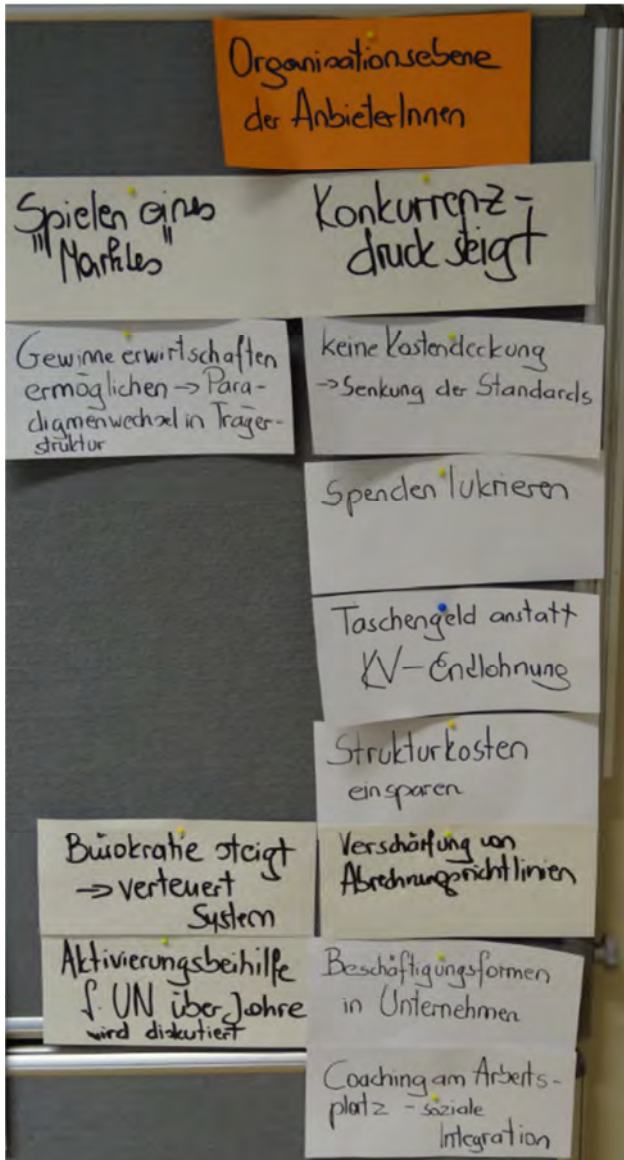 Organisationsebene
der AnbieterInnen
Spielen eines
"Marktes"
Konkurrenz-
druck steigt
Gewinne erwirtschaften
ermöglichen → Para-
digmenwechsel in Träger-
struktur
keine Kostendeckung
→ Senkung der Standards
Spenden lukrieren
Taschengeld anstatt
KV-Endlohnung
Strukturkosten
einsparen
Bürokratie steigt
→ verteuert
System
Verschärfung von
Abrechnungsrichtlinien
Aktivierungsbeihilfe
f. UN über Jahre
wird diskutiert
Beschäftigungsformen
in Unternehmen
Coaching am Arbeits-
platz - soziale
Integration